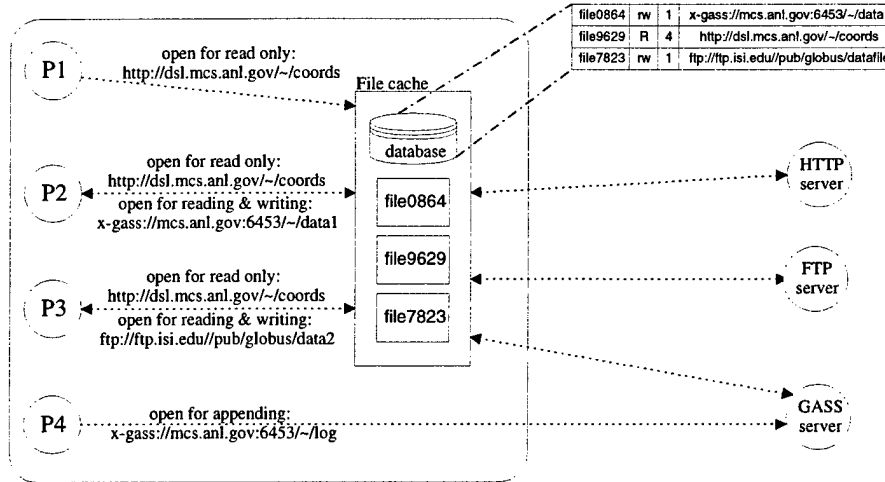 file0864 rw 1 x-gass://mcs.anl.gov:6453/~/data
file9629 R 4 http://dsl.mcs.anl.gov/~/coords
file7823 rw 1 ftp://ftp.isi.edu//pub/globus/datafile
P1
open for read only:
http://dsl.mcs.anl.gov/~/coords
File cache
database
P2
open for read only:
http://dsl.mcs.anl.gov/~/coords
open for reading & writing:
x-gass://mcs.anl.gov:6453/~/data1
file0864
HTTP
server
file9629
P3
open for read only:
http://dsl.mcs.anl.gov/~/coords
open for reading & writing:
ftp://ftp.isi.edu//pub/globus/data2
file7823
FTP
server
P4
open for appending:
x-gass://mcs.anl.gov:6453/~/log
GASS
server